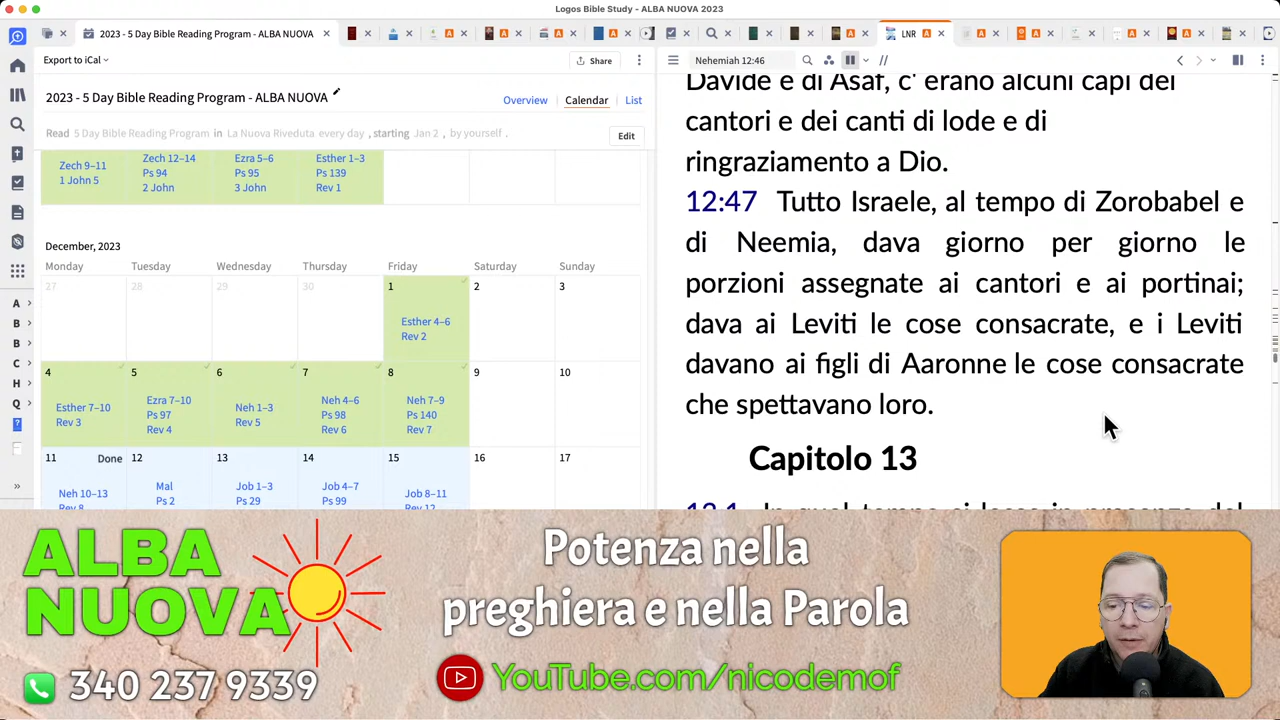 Logos Bible Study - ALBA NUOVA 2023
2023 - 5 Day Bible Reading Program - ALBA NUOVA
LNR
Export to iCal
Share
2023 - 5 Day Bible Reading Program - ALBA NUOVA
Overview
Calendar
List
Read 5 Day Bible Reading Program in La Nuova Riveduta every day , starting Jan 2 , by yourself .
Edit
Zech 9–11
1 John 5
Zech 12–14
Ps 94
2 John
Ezra 5–6
Ps 95
3 John
Esther 1–3
Ps 139
Rev 1
December, 2023
Monday Tuesday Wednesday Thursday Friday Saturday Sunday
27 28 29 30 1 2 3
Esther 4–6
Rev 2
4 5 6 7 8 9 10
Esther 7–10
Rev 3
Ezra 7–10
Ps 97
Rev 4
Neh 1–3
Rev 5
Neh 4–6
Ps 98
Rev 6
Neh 7–9
Ps 140
Rev 7
11 Done 12 13 14 15 16 17
Neh 10–13
Rev 8
Mal
Ps 2
Job 1–3
Ps 29
Job 4–7
Ps 99
Job 8–11
Rev 12
A
B
B
C
H
Q
Nehemiah 12:46
Davide e di Asaf, c' erano alcuni capi dei
cantori e dei canti di lode e di
ringraziamento a Dio.
12:47 Tutto Israele, al tempo di Zorobabel e
di Neemia, dava giorno per giorno le
porzioni assegnate ai cantori e ai portinai;
dava ai Leviti le cose consacrate, e i Leviti
davano ai figli di Aaronne le cose consacrate
che spettavano loro.
Capitolo 13
ALBA
NUOVA
340 237 9339
Potenza nella
preghiera e nella Parola
YouTube.com/nicodemof